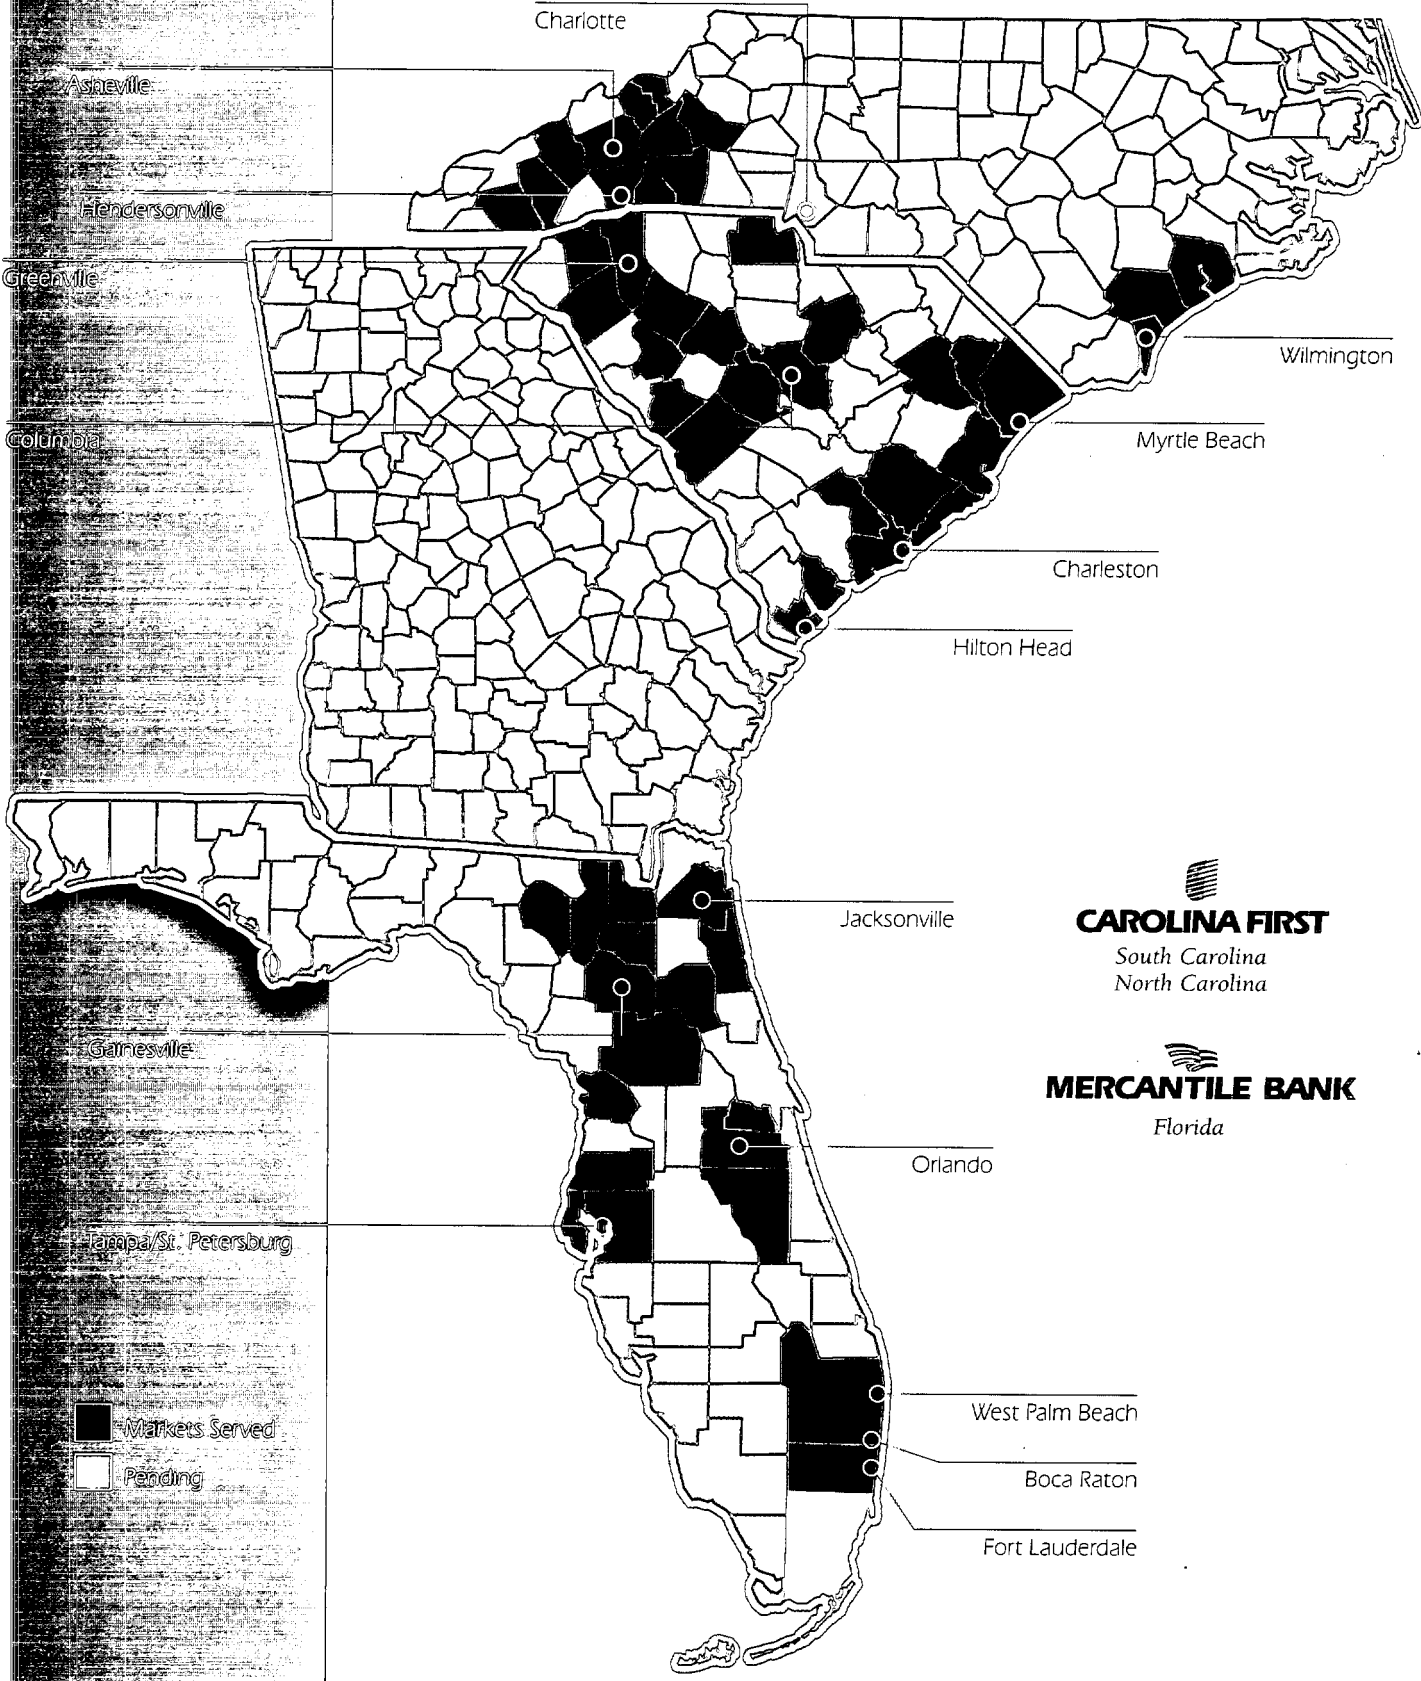 Charlotte
Asheville
Hendersonville
Greenville
Wilmington
Columbia
Myrtle Beach
Charleston
Hilton Head
Jacksonville
CAROLINA FIRST
South Carolina
North Carolina
Gainesville
MERCANTILE BANK
Florida
Orlando
Tampa/St. Petersburg
West Palm Beach
Markets Served
Boca Raton
Pending
Fort Lauderdale